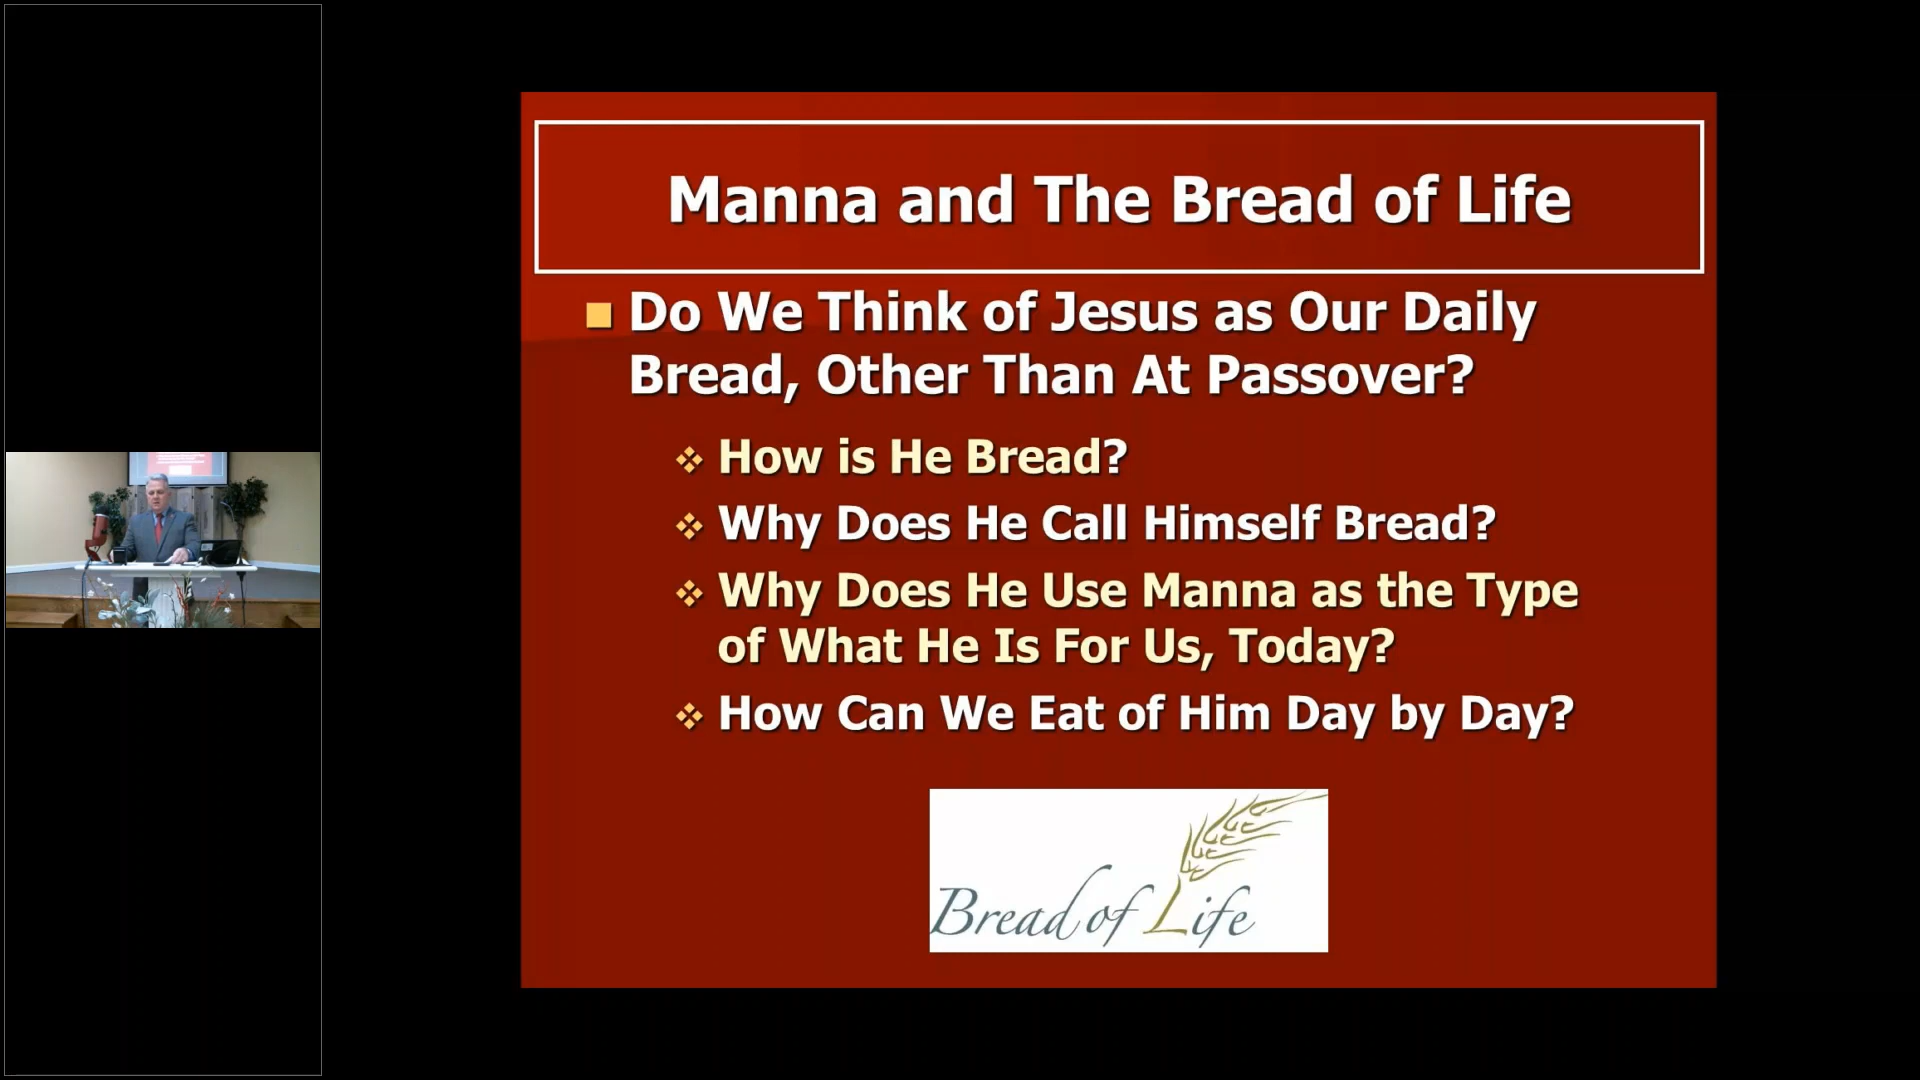 Manna and The Bread of Life
Do We Think of Jesus as Our Daily
Bread, Other Than At Passover?
How is He Bread?
Why Does He Call Himself Bread?
Why Does He Use Manna as the Type
of What He Is For Us, Today?
How Can We Eat of Him Day by Day?
Bread of Life